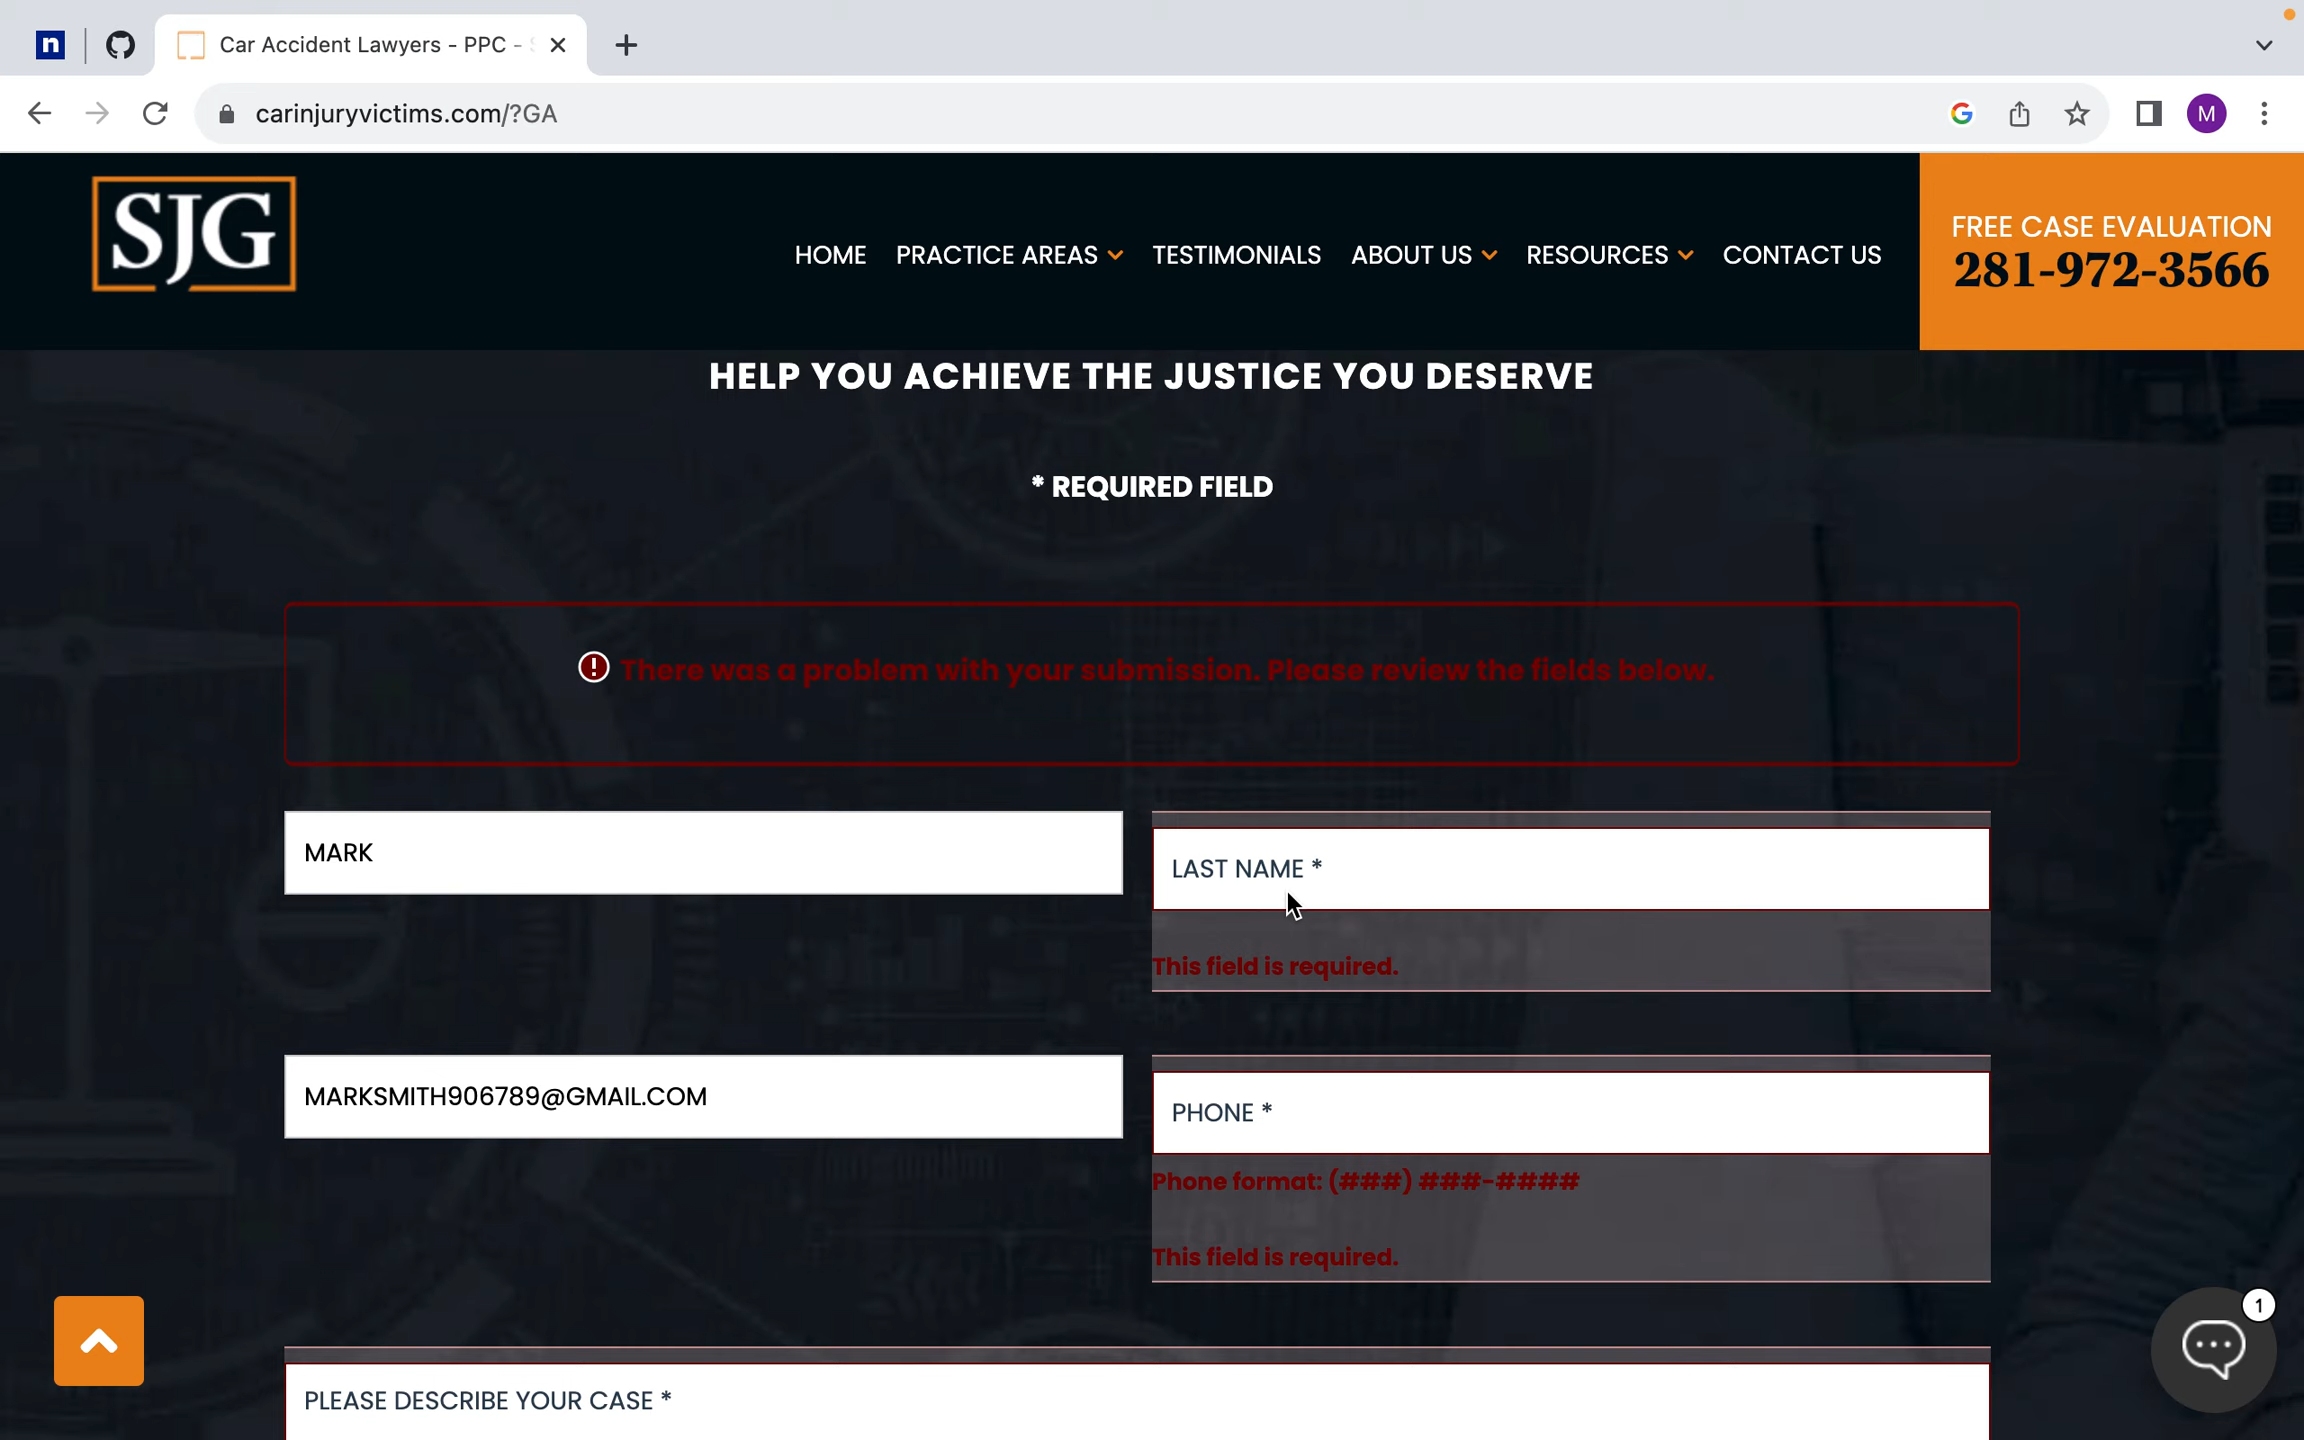 n
Car Accident Lawyers - PPC -
carinjuryvictims.com/?GA
G
M
SJG
HOME PRACTICE AREAS TESTIMONIALS ABOUT US RESOURCES CONTACT US
FREE CASE EVALUATION
281-972-3566
HELP YOU ACHIEVE THE JUSTICE YOU DESERVE
* REQUIRED FIELD
There was a problem with your submission. Please review the fields below.
MARK
LAST NAME *
This field is required.
MARKSMITH906789@GMAIL.COM
PHONE *
Phone format: (###) ###-####
This field is required.
1
PLEASE DESCRIBE YOUR CASE *